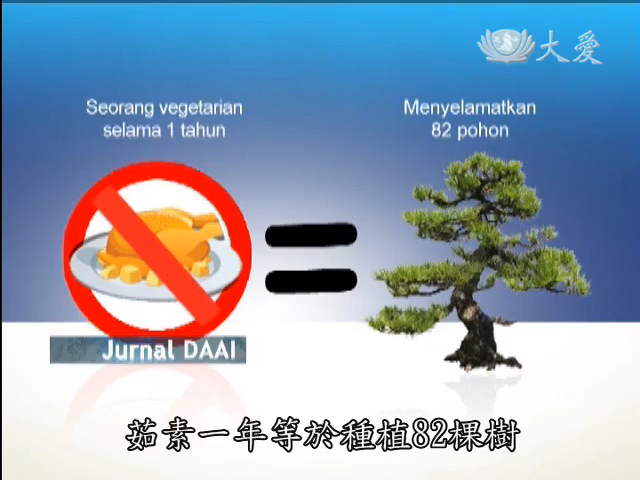 大愛
Seorang vegetarian
selama 1 tahun
Menyelamatkan
82 pohon
Jurnal DAAI
茹素一年等於種植82棵樹